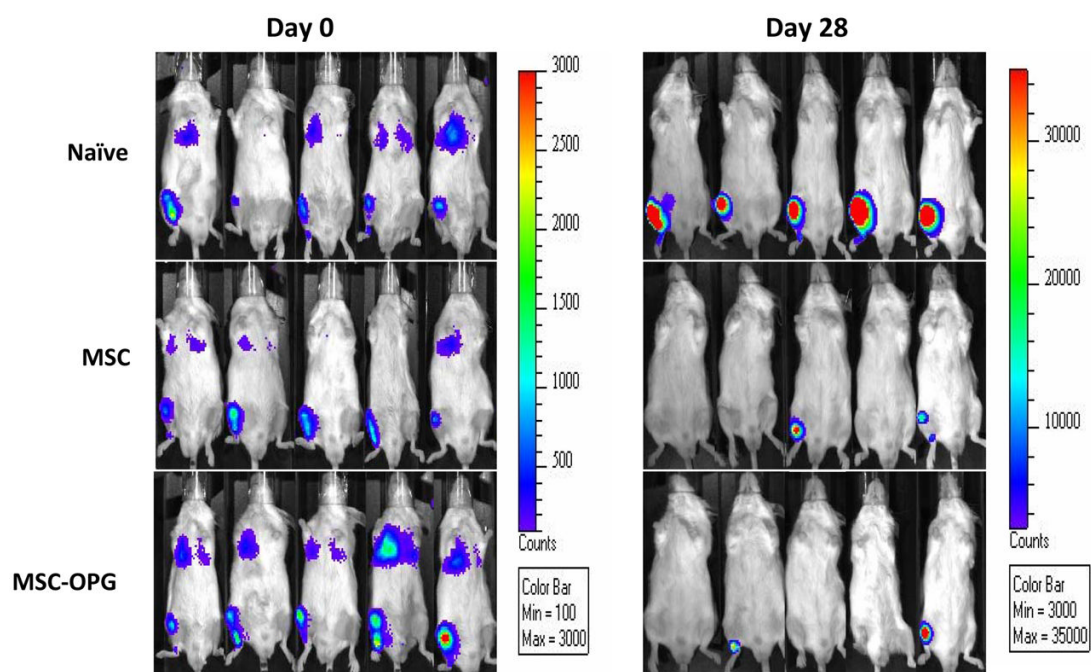 Day 0
Day 28
Naïve
MSC
MSC-OPG
3000
2500
2000
1500
1000
500
Counts
Color Bar
Min = 100
Max = 3000
30000
20000
10000
Counts
Color Bar
Min = 3000
Max = 35000